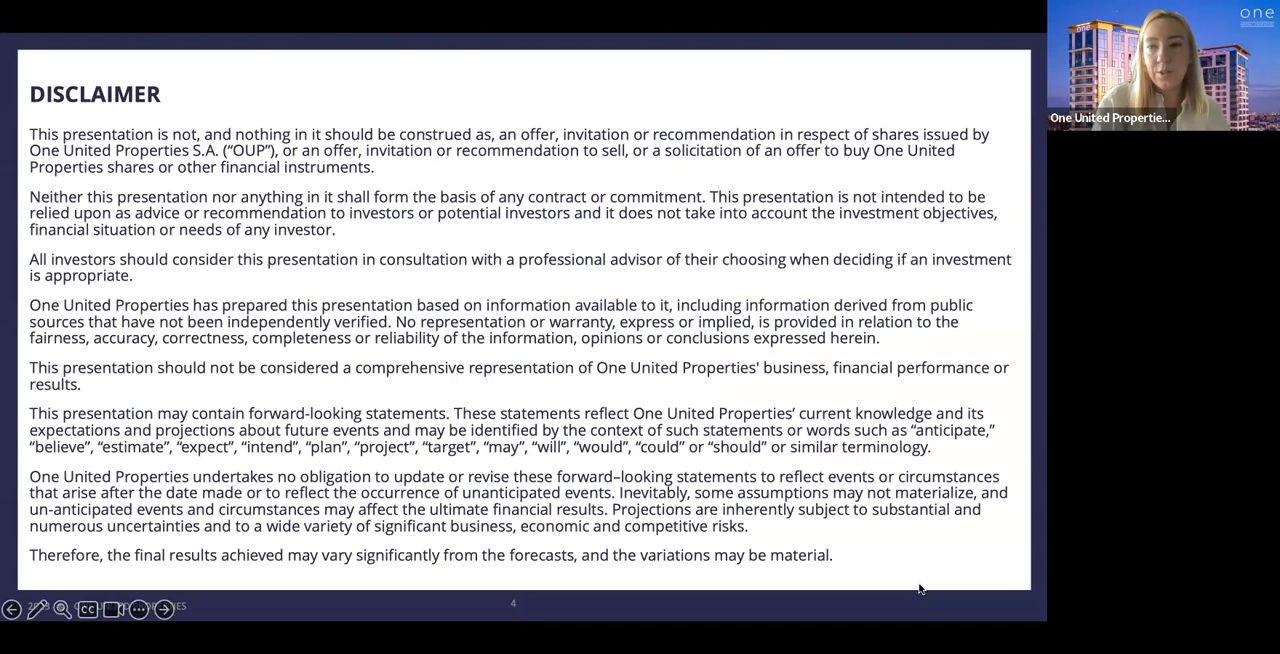 DISCLAIMER
This presentation is not, and nothing in it should be construed as, an offer, invitation or recommendation in respect of shares issued by
One United Properties S.A. (“OUP”), or an offer, invitation or recommendation to sell, or a solicitation of an offer to buy One United
Properties shares or other financial instruments.
Neither this presentation nor anything in it shall form the basis of any contract or commitment. This presentation is not intended to be
relied upon as advice or recommendation to investors or potential investors and it does not take into account the investment objectives,
financial situation or needs of any investor.
All investors should consider this presentation in consultation with a professional advisor of their choosing when deciding if an investment
is appropriate.
One United Properties has prepared this presentation based on information available to it, including information derived from public
sources that have not been independently verified. No representation or warranty, express or implied, is provided in relation to the
fairness, accuracy, correctness, completeness or reliability of the information, opinions or conclusions expressed herein.
This presentation should not be considered a comprehensive representation of One United Properties' business, financial performance or
results.
This presentation may contain forward-looking statements. These statements reflect One United Properties’ current knowledge and its
expectations and projections about future events and may be identified by the context of such statements or words such as “anticipate,”
“believe”, “estimate”, “expect”, “intend”, “plan”, “project”, “target”, “may”, “will”, “would”, “could” or “should” or similar terminology.
One United Properties undertakes no obligation to update or revise these forward–looking statements to reflect events or circumstances
that arise after the date made or to reflect the occurrence of unanticipated events. Inevitably, some assumptions may not materialize, and
un-anticipated events and circumstances may affect the ultimate financial results. Projections are inherently subject to substantial and
numerous uncertainties and to a wide variety of significant business, economic and competitive risks.
Therefore, the final results achieved may vary significantly from the forecasts, and the variations may be material.
CC
4
one
one
One United Propertie...